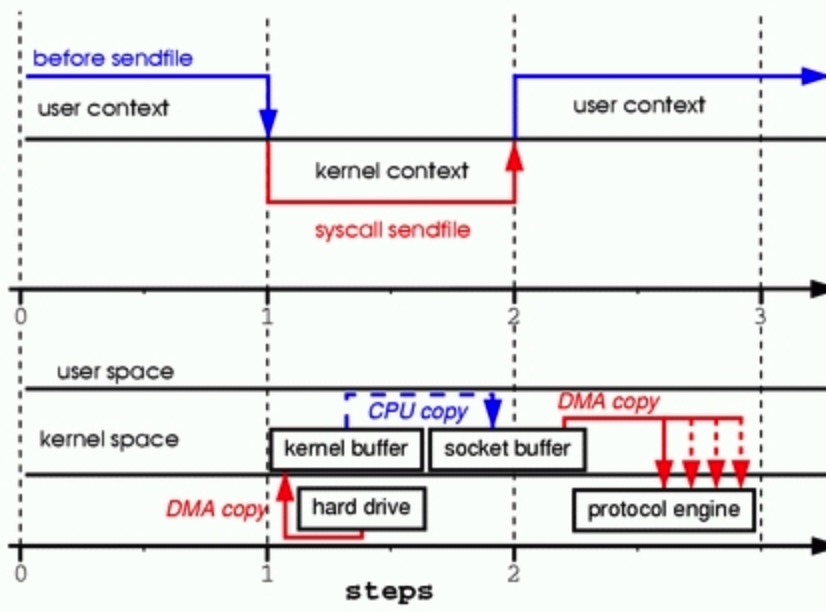 before sendfile
user context
user context
kernel context
syscall sendfile
0 1 2 3
user space
DMA copy
CPU copy
kernel space
kernel buffer
socket buffer
DMA copy
hard drive
protocol engine
0 1 2
steps